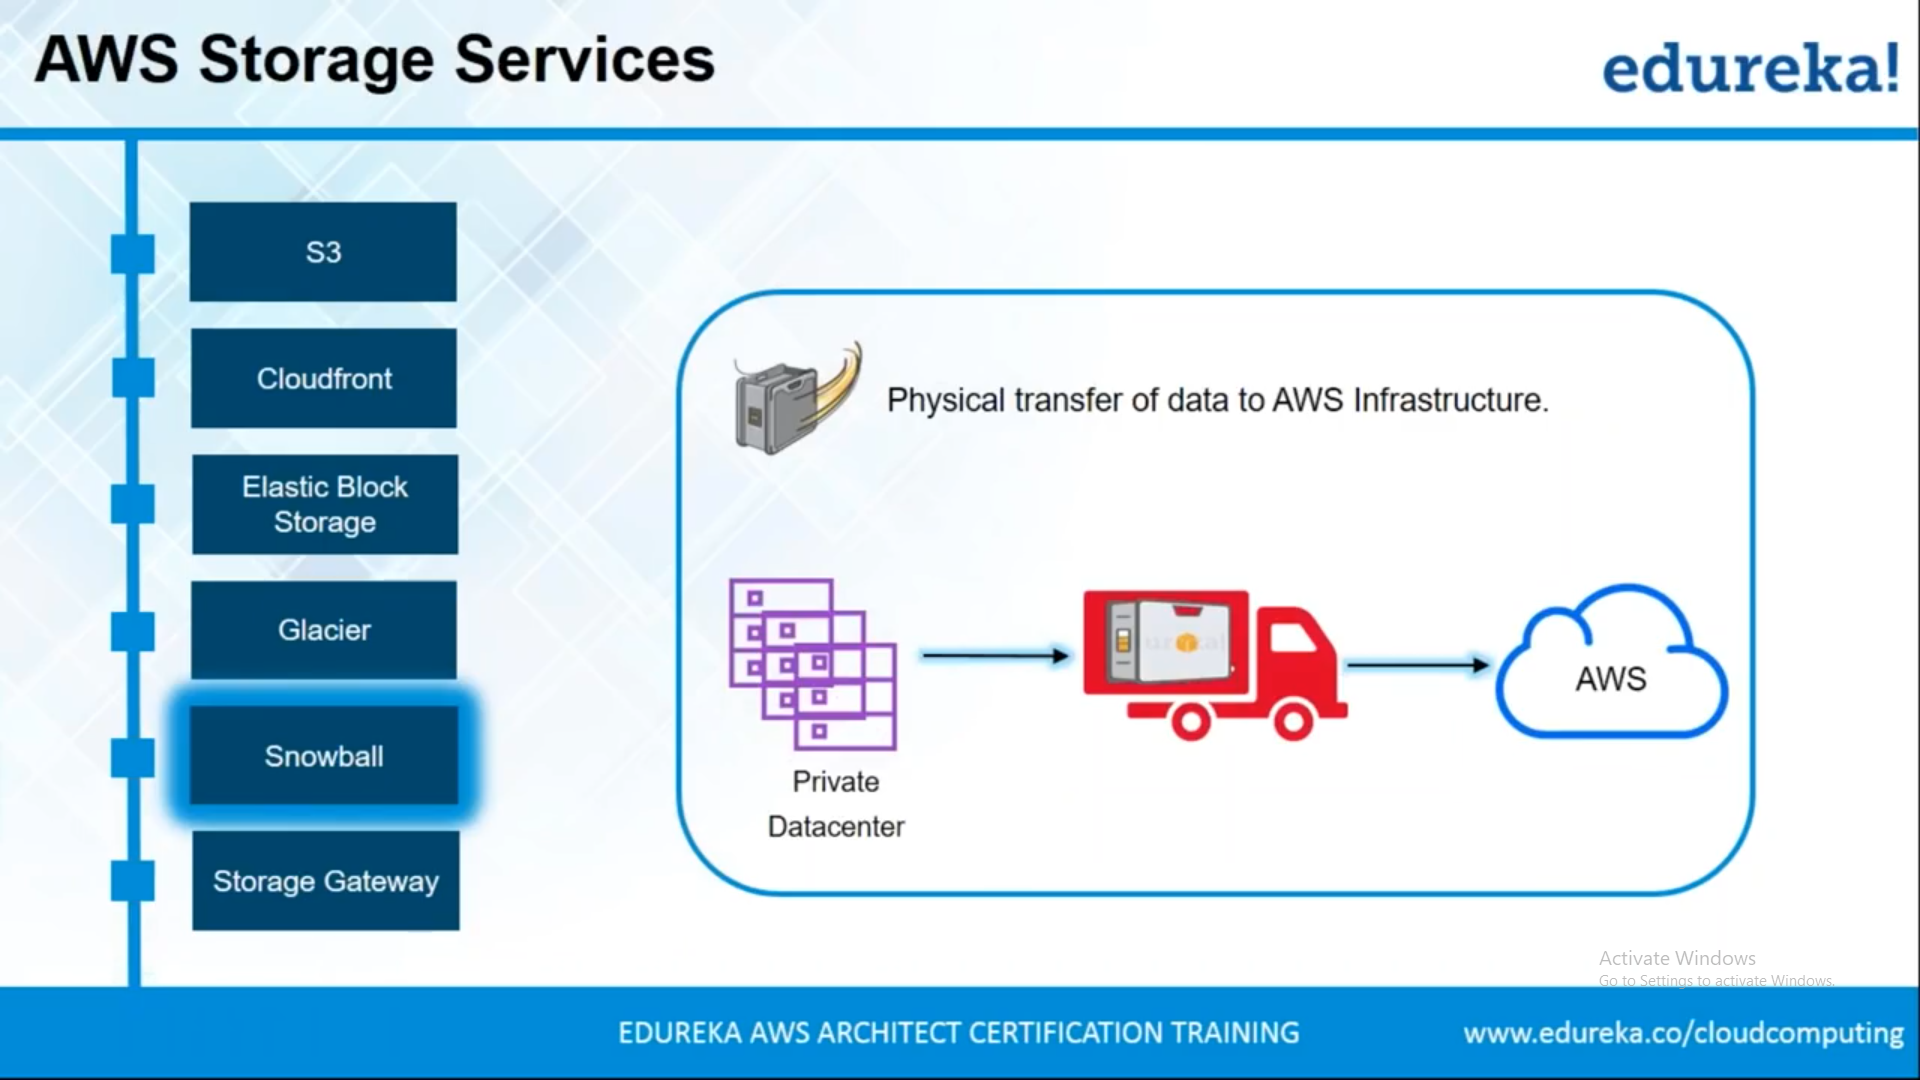 AWS Storage Services
edureka!
S3
Cloudfront
Elastic Block
Storage
Glacier
Snowball
Storage Gateway
Physical transfer of data to AWS Infrastructure.
Private
Datacenter
AWS
Activate Windows
Go to Settings to activate Windows.
EDUREKA AWS ARCHITECT CERTIFICATION TRAINING
www.edureka.co/cloudcomputing